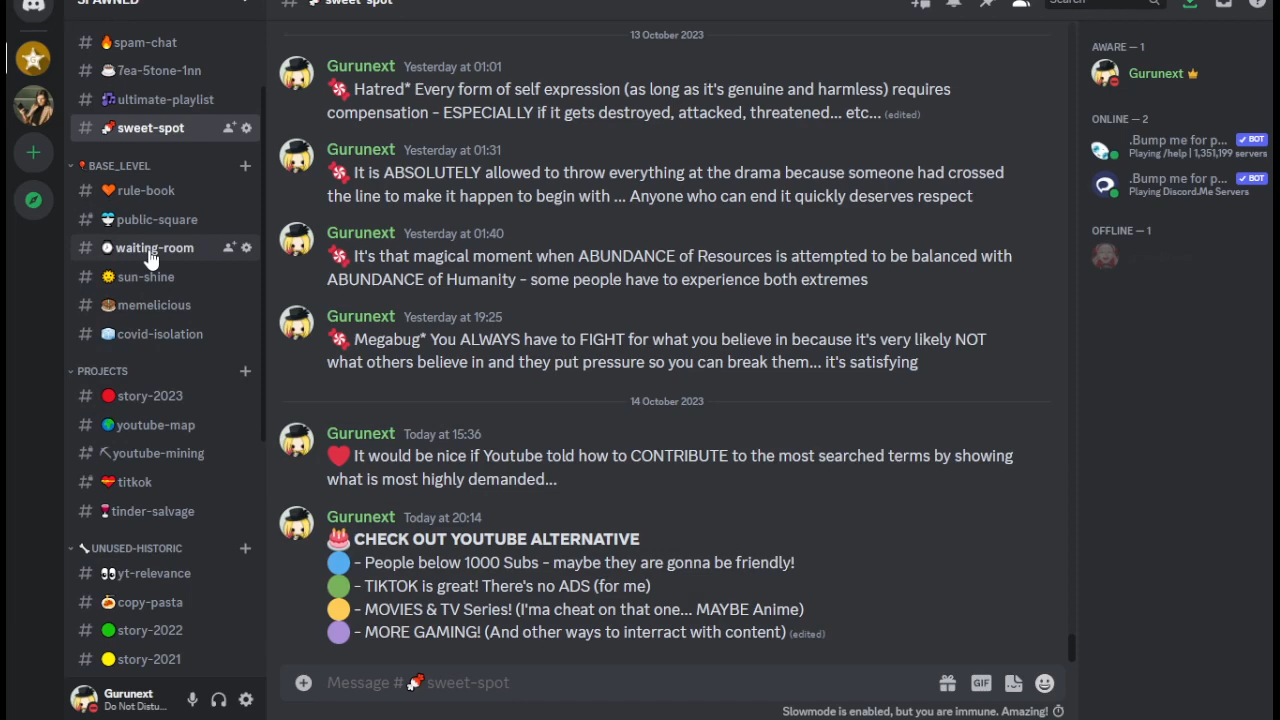 SPAWNED
spam-chat
7ea-5tone-1nn
ultimate-playlist
sweet-spot
BASE_LEVEL
rule-book
public-square
waiting-room
sun-shine
memelicious
covid-isolation
PROJECTS
story-2023
youtube-map
youtube-mining
titkok
tinder-salvage
UNUSED-HISTORIC
yt-relevance
copy-pasta
story-2022
story-2021
Gurunext
Do Not Distu...
# sweet-spot
Search
13 October 2023
Gurunext Yesterday at 01:01
Hatred* Every form of self expression (as long as it's genuine and harmless) requires
compensation - ESPECIALLY if it gets destroyed, attacked, threatened... etc... (edited)
Gurunext Yesterday at 01:31
It is ABSOLUTELY allowed to throw everything at the drama because someone had crossed
the line to make it happen to begin with ... Anyone who can end it quickly deserves respect
Gurunext Yesterday at 01:40
It's that magical moment when ABUNDANCE of Resources is attempted to be balanced with
ABUNDANCE of Humanity - some people have to experience both extremes
Gurunext Yesterday at 19:25
Megabug* You ALWAYS have to FIGHT for what you believe in because it's very likely NOT
what others believe in and they put pressure so you can break them... it's satisfying
14 October 2023
Gurunext Today at 15:36
It would be nice if Youtube told how to CONTRIBUTE to the most searched terms by showing
what is most highly demanded...
Gurunext Today at 20:14
CHECK OUT YOUTUBE ALTERNATIVE
- People below 1000 Subs - maybe they are gonna be friendly!
- TIKTOK is great! There's no ADS (for me)
- MOVIES & TV Series! (I'ma cheat on that one... MAYBE Anime)
- MORE GAMING! (And other ways to interract with content) (edited)
Message # sweet-spot
GIF
Slowmode is enabled, but you are immune. Amazing!
AWARE — 1
Gurunext
ONLINE — 2
.Bump me for p... BOT
Playing /help | 1,351,199 servers
.Bump me for p... BOT
Playing Discord.Me Servers
OFFLINE — 1